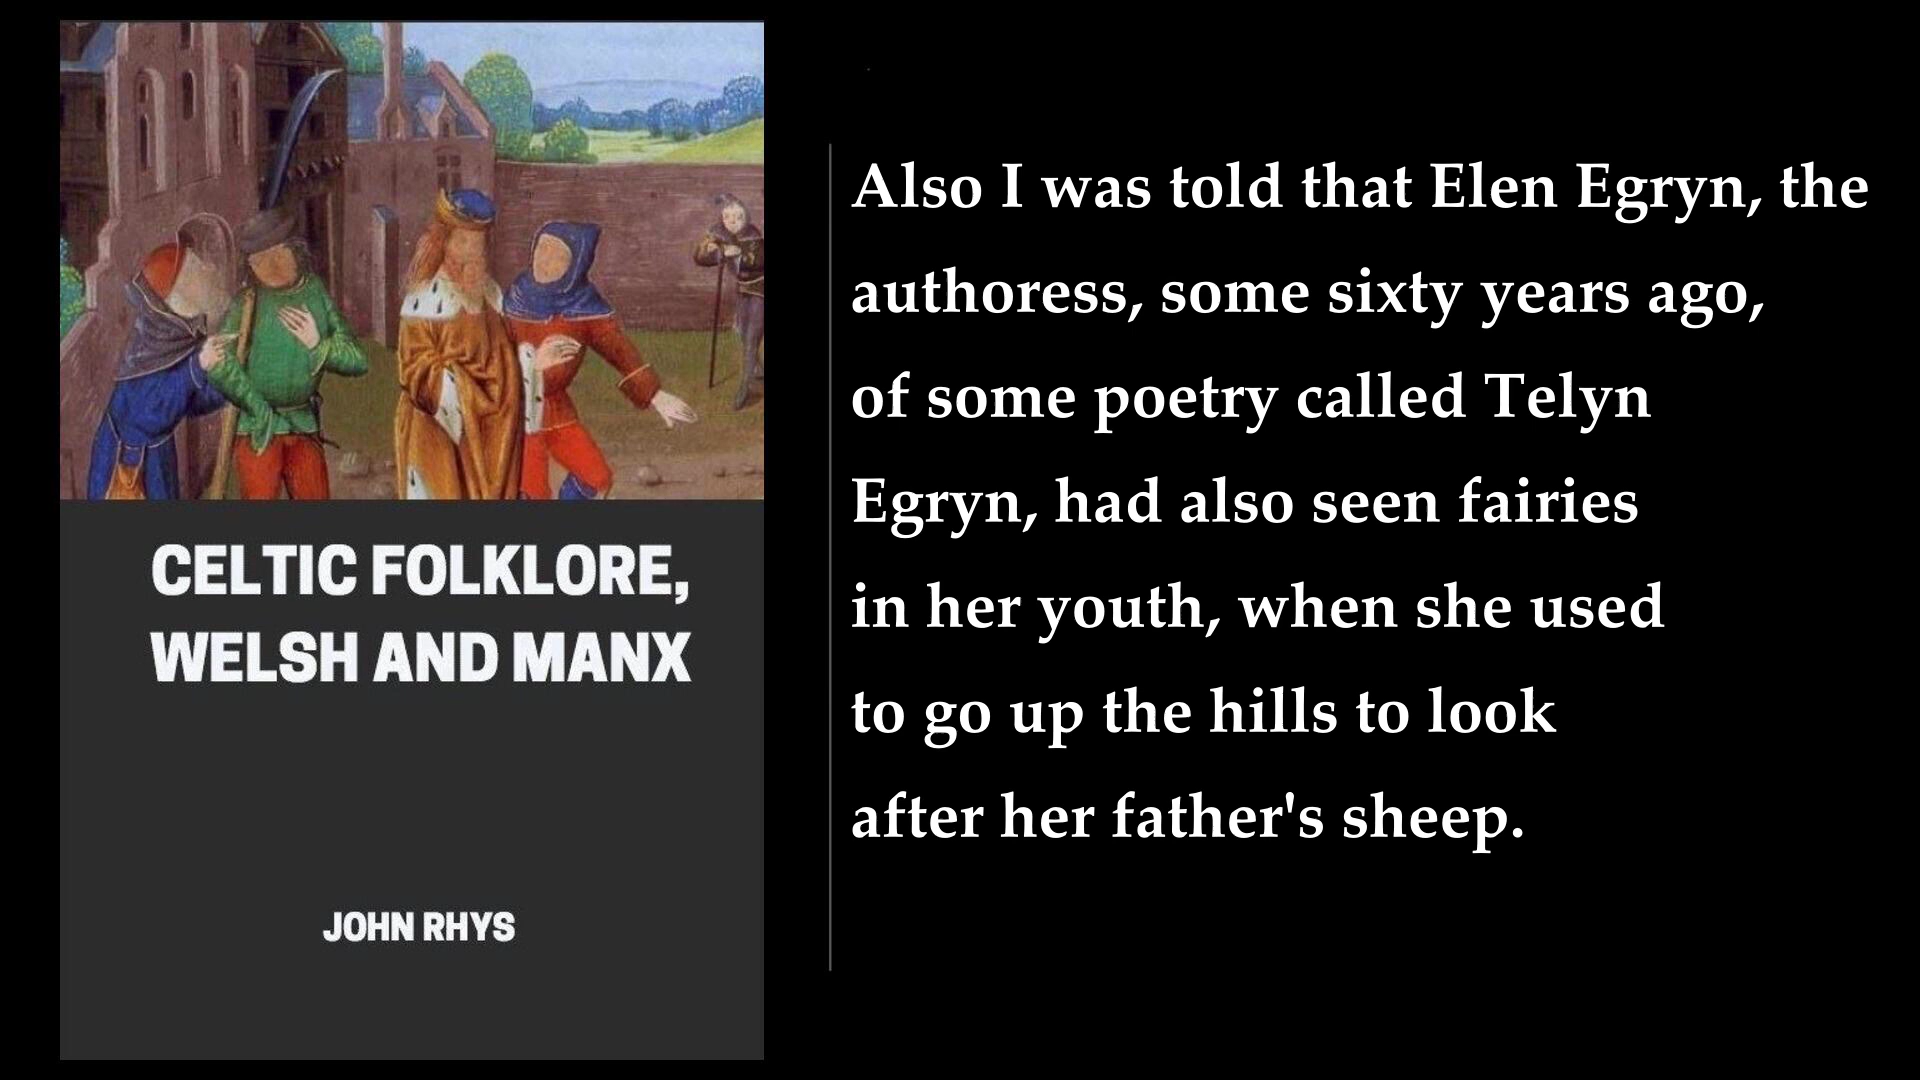 CELTIC FOLKLORE,
WELSH AND MANX
JOHN RHYS
Also I was told that Elen Egryn, the
authoress, some sixty years ago,
of some poetry called Telyn
Egryn, had also seen fairies
in her youth, when she used
to go up the hills to look
after her father's sheep.